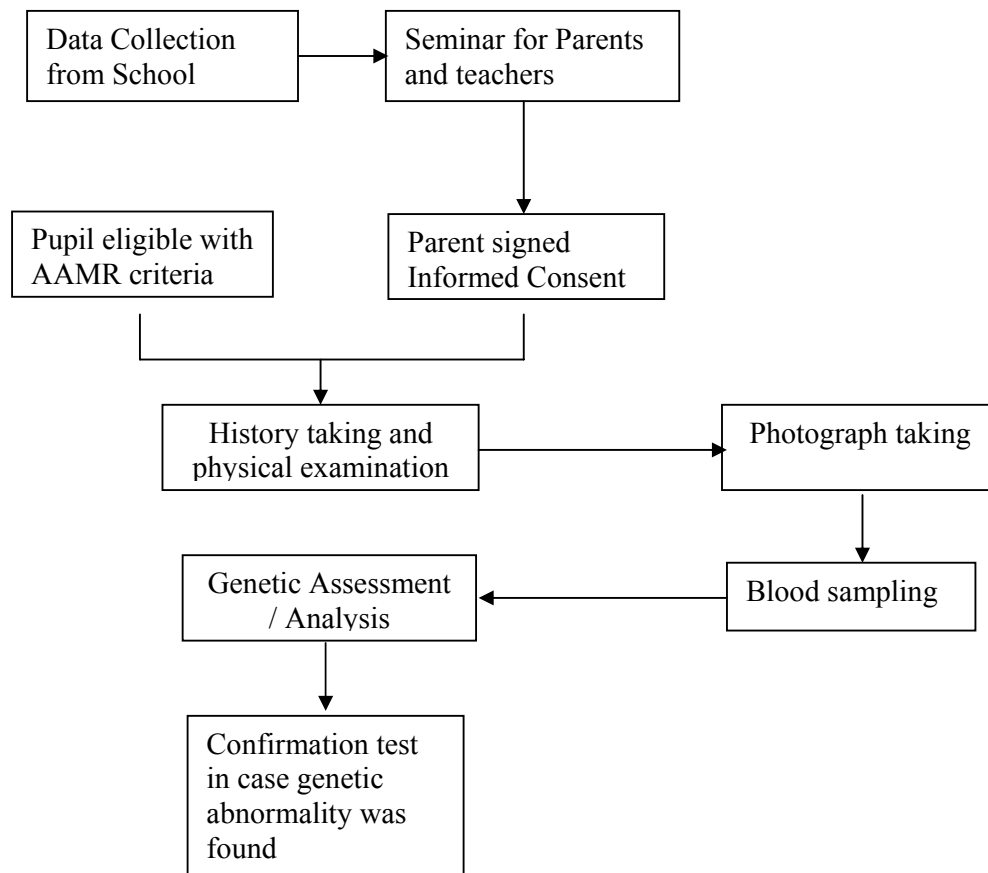 Data Collection
from School
Seminar for Parents
and teachers
Pupil eligible with
AAMR criteria
Parent signed
Informed Consent
History taking and
physical examination
Photograph taking
Blood sampling
Genetic Assessment
/ Analysis
Confirmation test
in case genetic
abnormality was
found